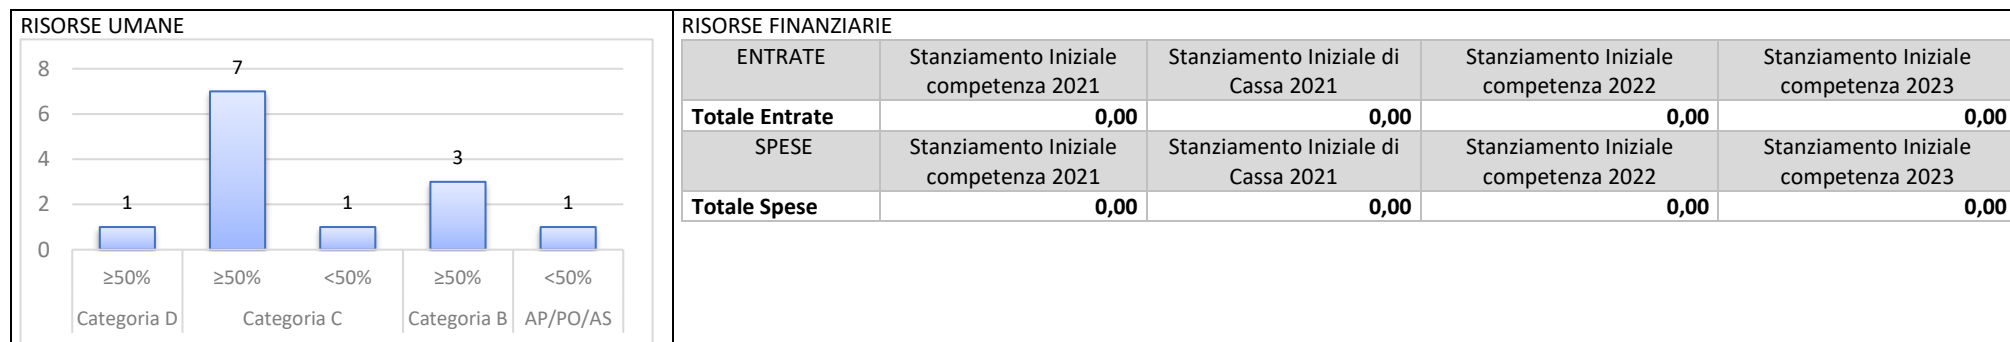 RISORSE UMANE
8
6
4
2
0
1
7
1
3
1
≥50%
≥50%
<50%
≥50%
<50%
Categoria D
Categoria C
Categoria B
AP/PO/AS
RISORSE FINANZIARIE
ENTRATE
Stanziamento Iniziale
competenza 2021
Stanziamento Iniziale di
Cassa 2021
Stanziamento Iniziale
competenza 2022
Stanziamento Iniziale
competenza 2023
Totale Entrate 0,00 0,00 0,00 0,00
SPESE
Stanziamento Iniziale
competenza 2021
Stanziamento Iniziale di
Cassa 2021
Stanziamento Iniziale
competenza 2022
Stanziamento Iniziale
competenza 2023
Totale Spese 0,00 0,00 0,00 0,00